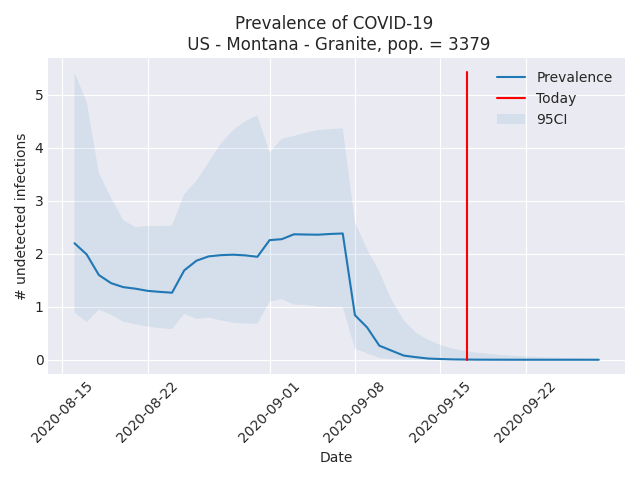 Prevalence of COVID-19
US - Montana - Granite, pop. = 3379
Prevalence
Today
95CI
# undetected infections
5
4
3
2
1
0
2020-08-15
2020-08-22
2020-09-01
2020-09-08
2020-09-15
2020-09-22
Date